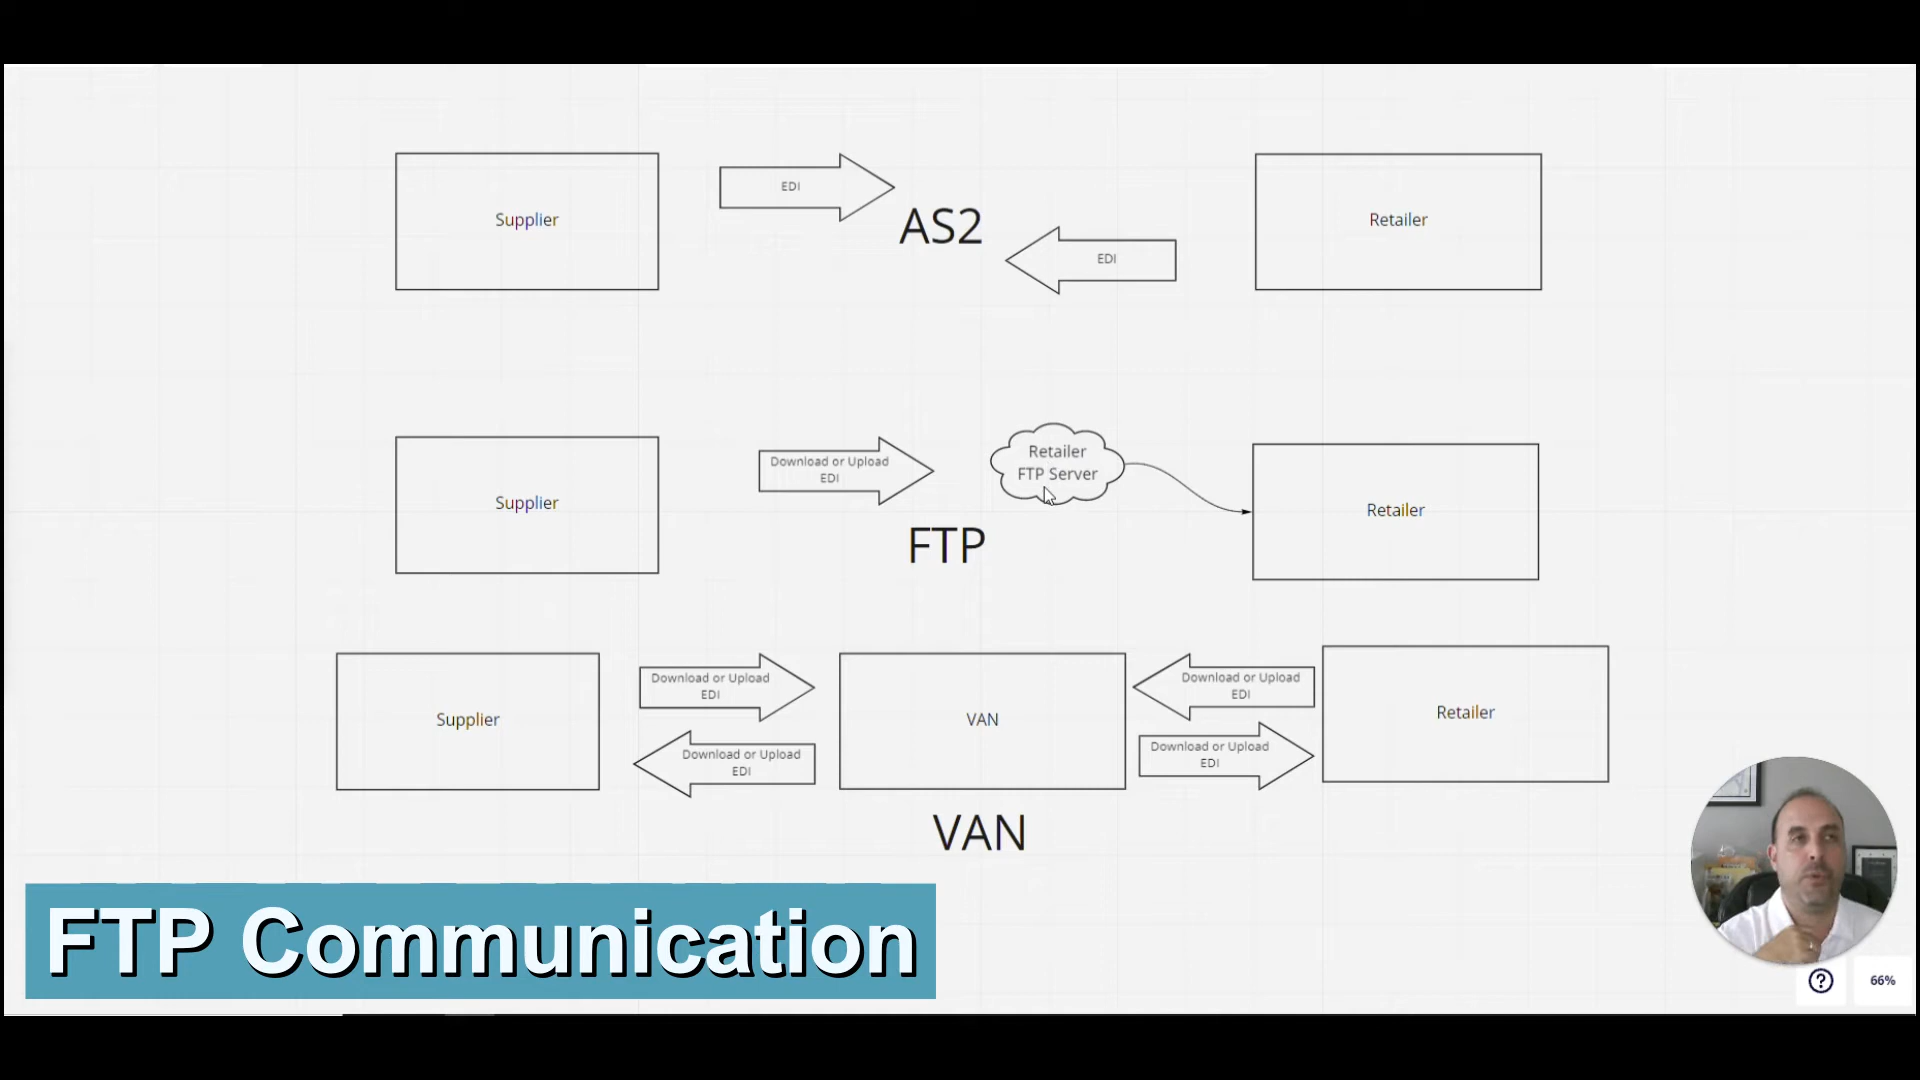 Supplier
EDI
AS2
EDI
Retailer
Supplier
Download or Upload
EDI
Retailer
FTP Server
FTP
Retailer
Supplier
Download or Upload
EDI
Download or Upload
EDI
VAN
Download or Upload
EDI
Download or Upload
EDI
Retailer
VAN
FTP Communication
?
66%